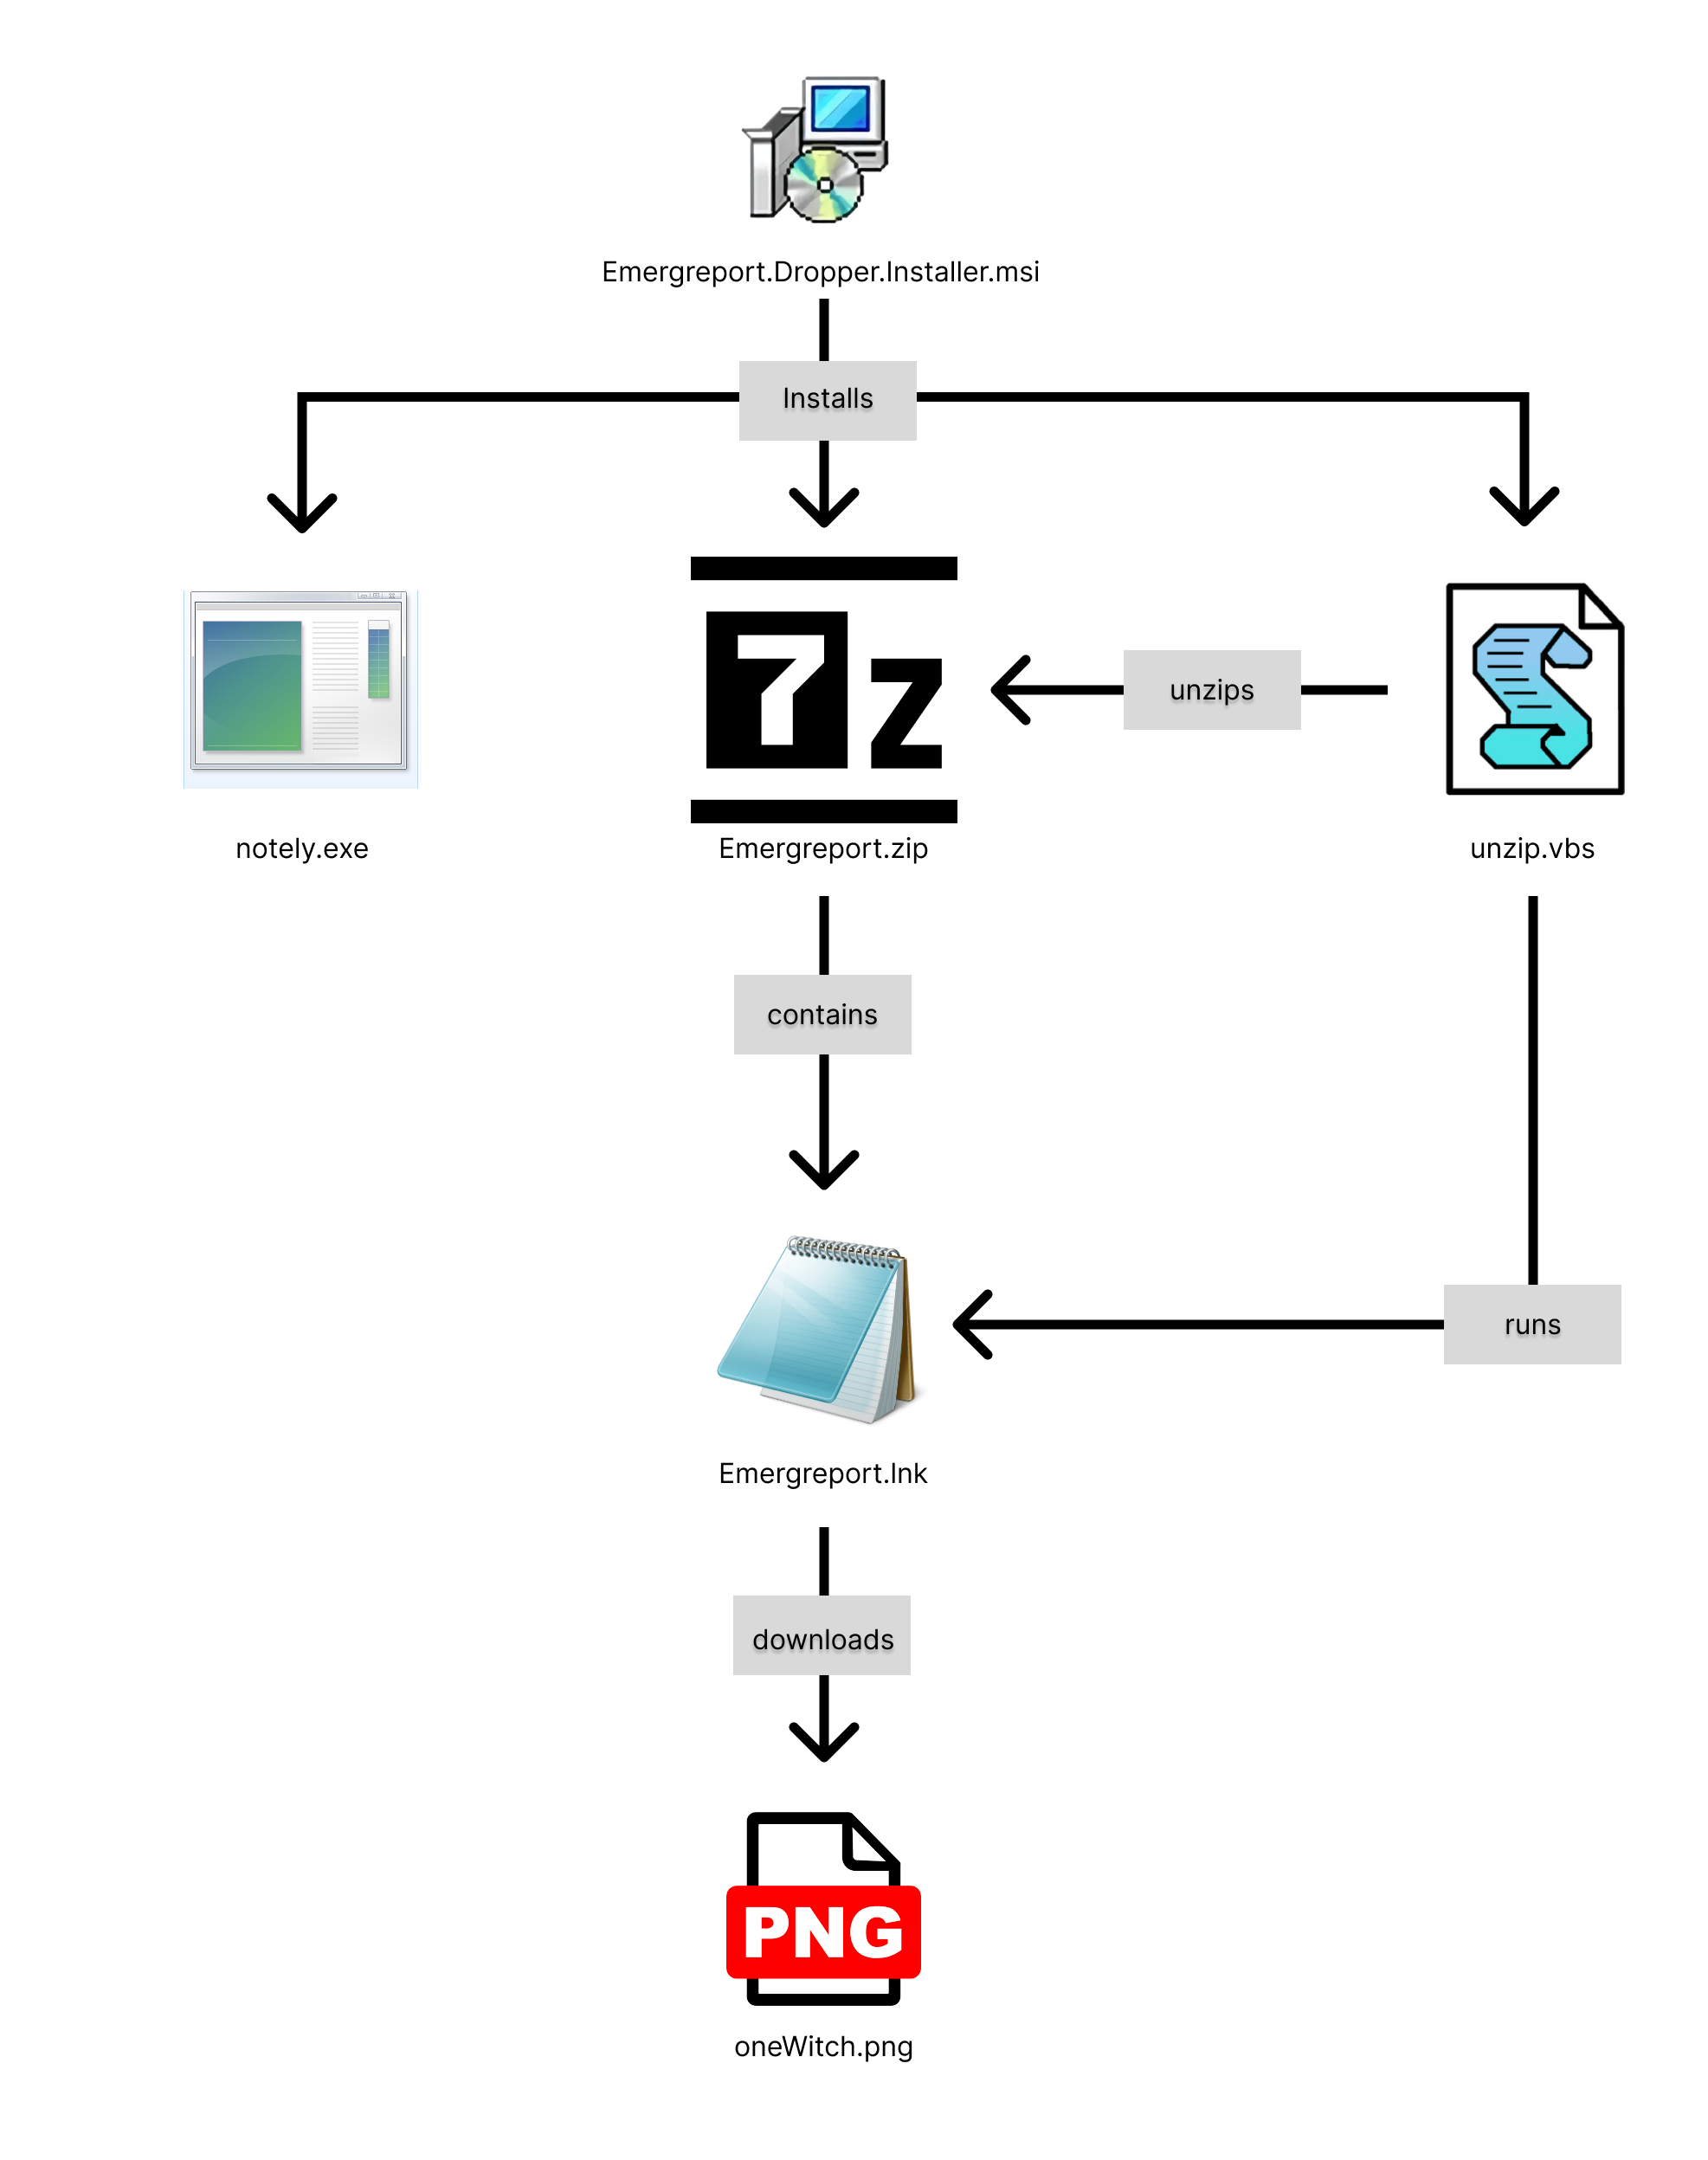 Emergreport.Dropper.Installer.msi
Installs
7z
unzips
notely.exe
Emergreport.zip
unzip.vbs
contains
runs
Emergreport.lnk
downloads
PNG
oneWitch.png